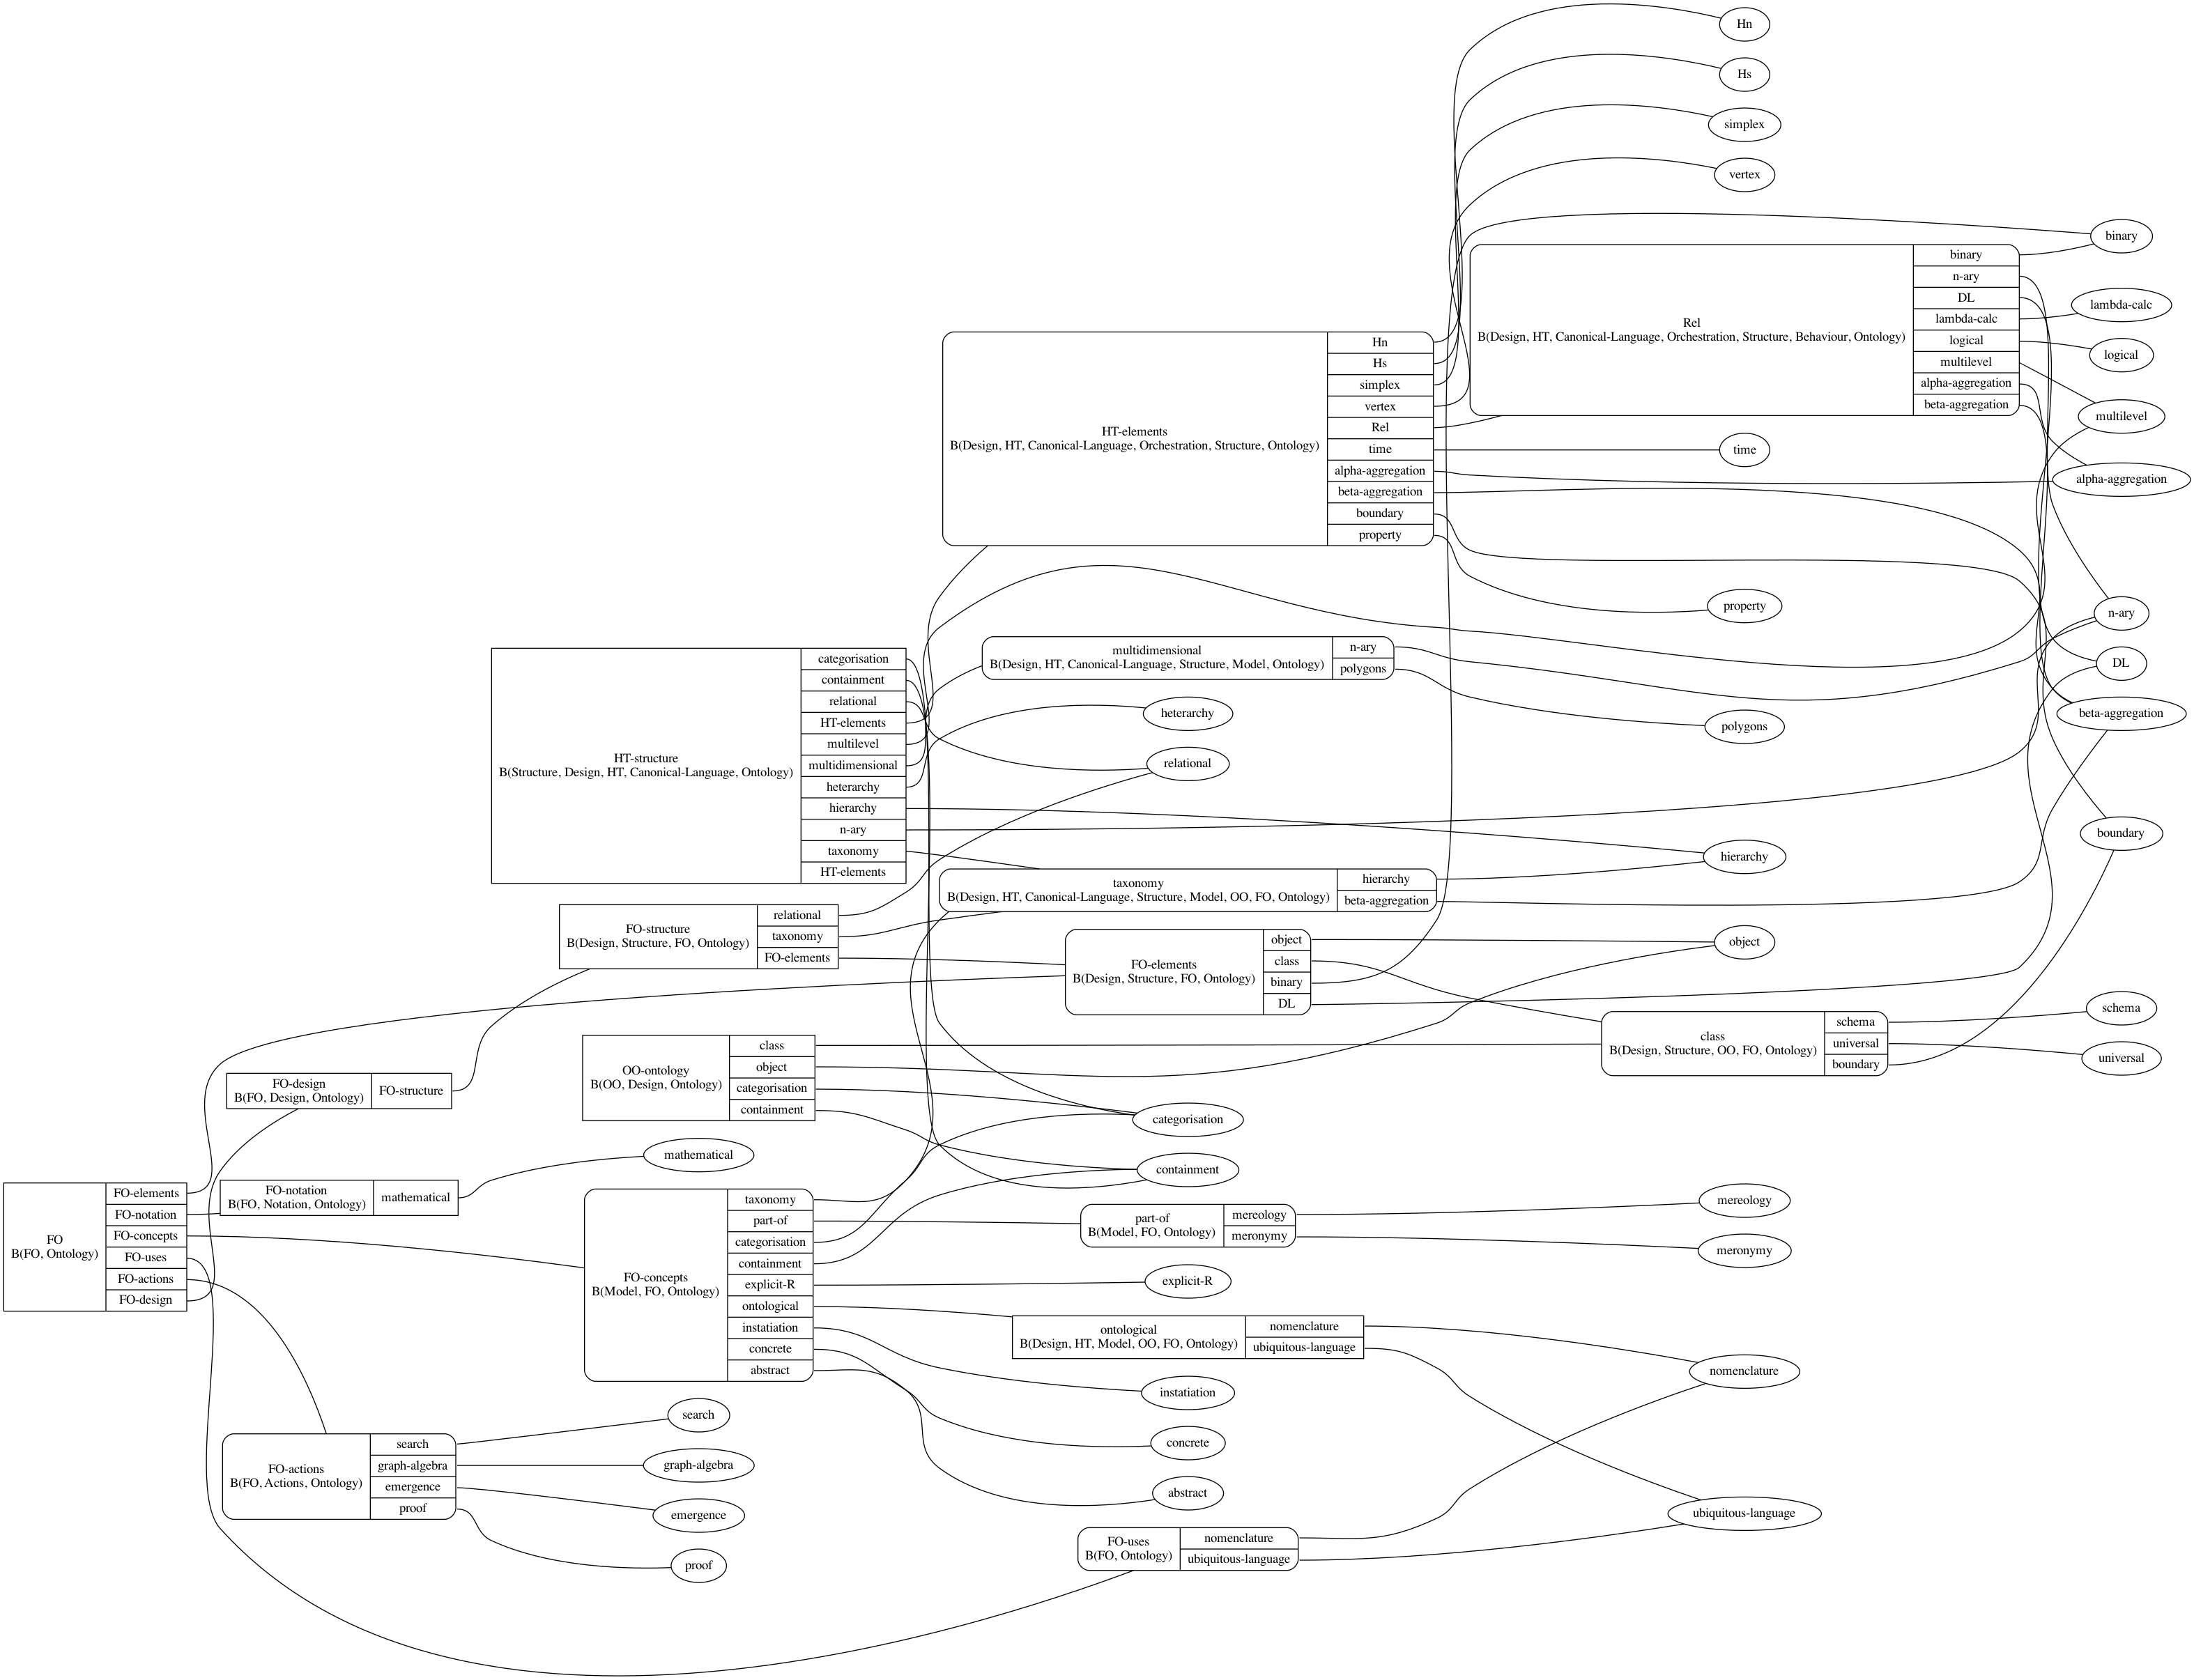 Hn
Hs
simplex
vertex
binary
Rel
B(Design, HT, Canonical-Language, Orchestration, Structure, Behaviour, Ontology)
binary
n-ary
DL
lambda-calc
logical
multilevel
alpha-aggregation
beta-aggregation
lambda-calc
logical
multilevel
alpha-aggregation
HT-elements
B(Design, HT, Canonical-Language, Orchestration, Structure, Ontology)
Hn
Hs
simplex
vertex
Rel
time
alpha-aggregation
beta-aggregation
boundary
property
time
property
n-ary
DL
beta-aggregation
boundary
HT-structure
B(Structure, Design, HT, Canonical-Language, Ontology)
categorisation
containment
relational
HT-elements
multilevel
multidimensional
heterarchy
hierarchy
n-ary
taxonomy
HT-elements
multidimensional
B(Design, HT, Canonical-Language, Structure, Model, Ontology)
n-ary
polygons
heterarchy
polygons
relational
hierarchy
taxonomy
B(Design, HT, Canonical-Language, Structure, Model, OO, FO, Ontology)
hierarchy
beta-aggregation
FO-structure
B(Design, Structure, FO, Ontology)
relational
taxonomy
FO-elements
FO-elements
B(Design, Structure, FO, Ontology)
object
class
binary
DL
object
class
B(Design, Structure, OO, FO, Ontology)
schema
universal
boundary
schema
universal
OO-ontology
B(OO, Design, Ontology)
class
object
categorisation
containment
FO-design
B(FO, Design, Ontology)
FO-structure
categorisation
mathematical
containment
FO
B(FO, Ontology)
FO-elements
FO-notation
FO-concepts
FO-uses
FO-actions
FO-design
FO-notation
B(FO, Notation, Ontology)
mathematical
FO-concepts
B(Model, FO, Ontology)
taxonomy
part-of
categorisation
containment
explicit-R
ontological
instatiation
concrete
abstract
part-of
B(Model, FO, Ontology)
mereology
meronymy
mereology
meronymy
explicit-R
ontological
B(Design, HT, Model, OO, FO, Ontology)
nomenclature
ubiquitous-language
nomenclature
instatiation
concrete
abstract
FO-actions
B(FO, Actions, Ontology)
search
graph-algebra
emergence
proof
search
graph-algebra
emergence
proof
FO-uses
B(FO, Ontology)
nomenclature
ubiquitous-language
ubiquitous-language